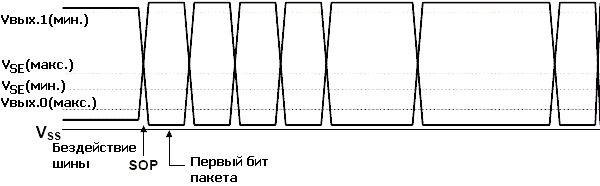 Vвых.1(мин.)
VSE(макс.)
VSE(мин.)
Vвых.0(макс.)
VSS
Бездействие
шины
SOP
Первый бит
пакета